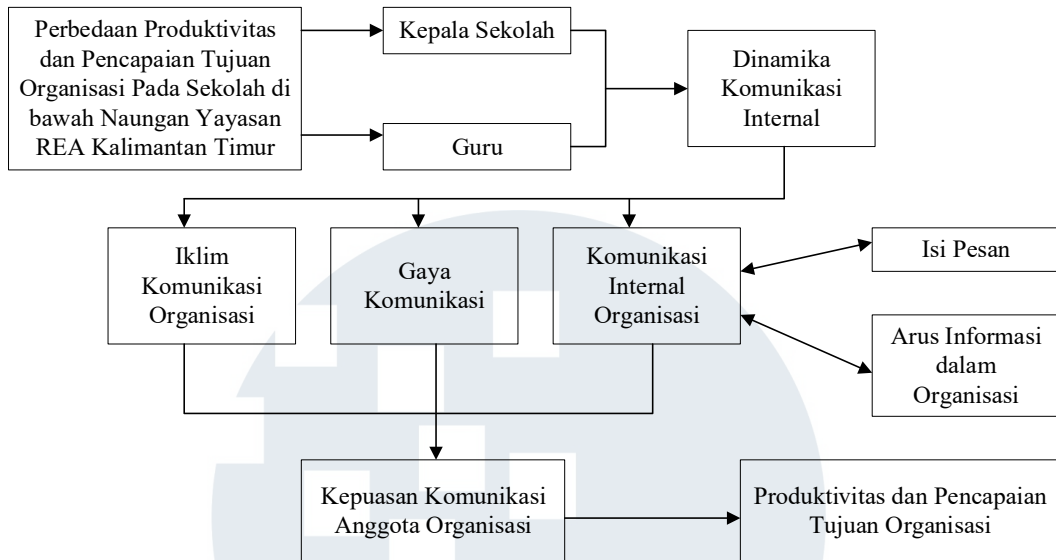 Perbedaan Produktivitas
dan Pencapaian Tujuan
Organisasi Pada Sekolah di
bawah Naungan Yayasan
REA Kalimantan Timur
Kepala Sekolah
Guru
Dinamika
Komunikasi
Internal
Iklim
Komunikasi
Organisasi
Gaya
Komunikasi
Komunikasi
Internal
Organisasi
Isi Pesan
Arus Informasi
dalam
Organisasi
Kepuasan Komunikasi
Anggota Organisasi
Produktivitas dan Pencapaian
Tujuan Organisasi